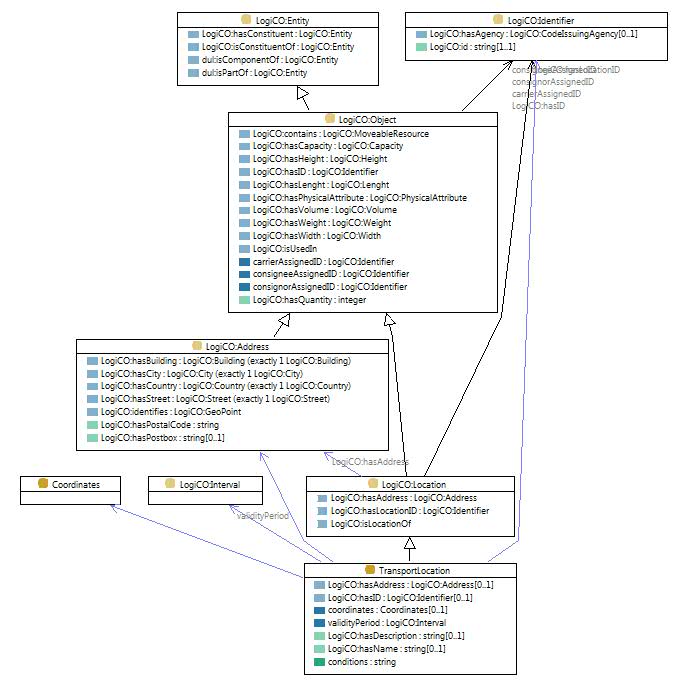 LogiCO:Entity
LogiCO:hasConstituent : LogiCO:Entity
LogiCO:isConstituentOf : LogiCO:Entity
dul:isComponentOf : LogiCO:Entity
dul:isPartOf : LogiCO:Entity
LogiCO:Identifier
LogiCO:hasAgency : LogiCO:CodeIssuingAgency[0..1]
LogiCO:id : string[1..1]
consignorAssignedID
carrierAssignedID
LogiCO:hasID
LogiCO:Object
LogiCO:contains : LogiCO:MoveableResource
LogiCO:hasCapacity : LogiCO:Capacity
LogiCO:hasHeight : LogiCO:Height
LogiCO:hasID : LogiCO:Identifier
LogiCO:hasLenght : LogiCO:Lenght
LogiCO:hasPhysicalAttribute : LogiCO:PhysicalAttribute
LogiCO:hasVolume : LogiCO:Volume
LogiCO:hasWeight : LogiCO:Weight
LogiCO:hasWidth : LogiCO:Width
LogiCO:isUsedIn
carrierAssignedID : LogiCO:Identifier
consigneeAssignedID : LogiCO:Identifier
consignorAssignedID : LogiCO:Identifier
LogiCO:hasQuantity : integer
LogiCO:Address
LogiCO:hasBuilding : LogiCO:Building (exactly 1 LogiCO:Building)
LogiCO:hasCity : LogiCO:City (exactly 1 LogiCO:City)
LogiCO:hasCountry : LogiCO:Country (exactly 1 LogiCO:Country)
LogiCO:hasStreet : LogiCO:Street (exactly 1 LogiCO:Street)
LogiCO:identifies : LogiCO:GeoPoint
LogiCO:hasPostalCode : string
LogiCO:hasPostbox : string[0..1]
LogiCO:hasAddress
Coordinates
LogiCO:Interval
validityPeriod
LogiCO:Location
LogiCO:hasAddress : LogiCO:Address
LogiCO:hasLocationID : LogiCO:Identifier
LogiCO:isLocationOf
TransportLocation
LogiCO:hasAddress : LogiCO:Address[0..1]
LogiCO:hasID : LogiCO:Identifier[0..1]
coordinates : Coordinates[0..1]
validityPeriod : LogiCO:Interval
LogiCO:hasDescription : string[0..1]
LogiCO:hasName : string[0..1]
conditions : string